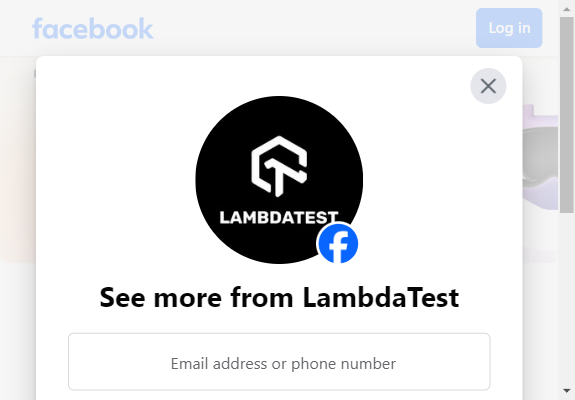 facebook
Log in
LAMBDATEST
See more from LambdaTest
Email address or phone number